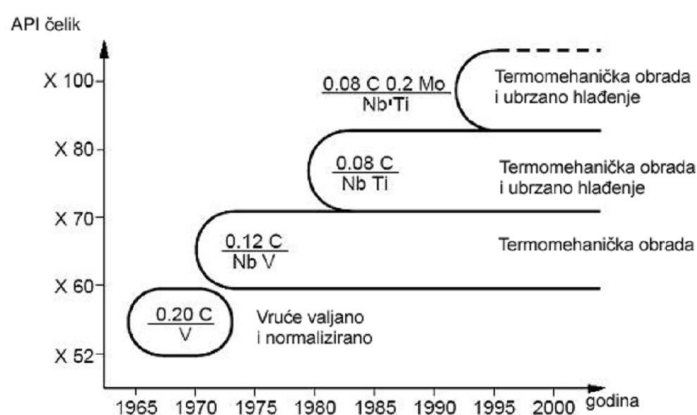 API čelik
X 100
0.08 C 0.2 Mo
Nb Ti
Termomehanička obrada
i ubrzano hlađenje
X 80
0.08 C
Nb Ti
Termomehanička obrada
i ubrzano hlađenje
X 70
0.12 C
Nb V
Termomehanička obrada
X 60
0.20 C
V
Vruće valjano
i normalizirano
X 52
1965 1970 1975 1980 1985 1990 1995 2000
godina